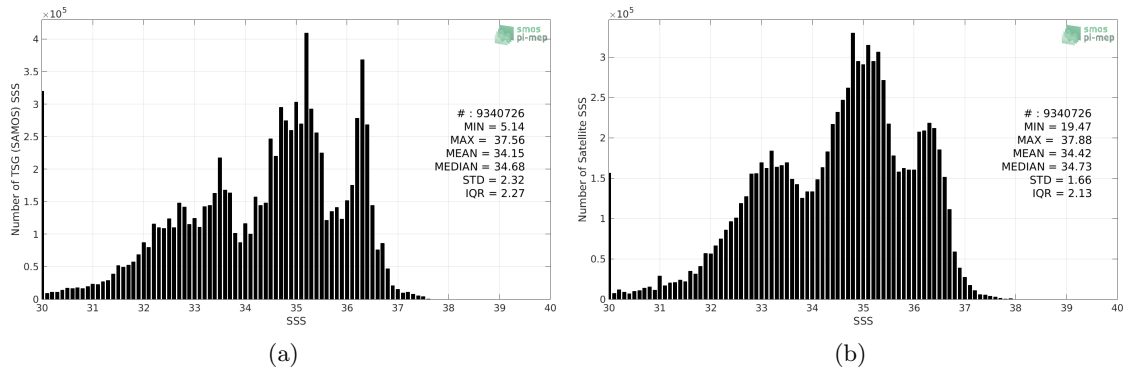 ×10⁵
smos
pi-mep
4
3.5
3
2.5
2
1.5
1
0.5
0
Number of TSG (SAMOS) SSS
# : 9340726
MIN = 5.14
MAX = 37.56
MEAN = 34.15
MEDIAN = 34.68
STD = 2.32
IQR = 2.27
30 31 32 33 34 35 36 37 38 39 40
SSS
(a)
×10⁵
smos
pi-mep
3
2.5
2
1.5
1
0.5
0
Number of Satellite SSS
# : 9340726
MIN = 19.47
MAX = 37.88
MEAN = 34.42
MEDIAN = 34.73
STD = 1.66
IQR = 2.13
30 31 32 33 34 35 36 37 38 39 40
SSS
(b)